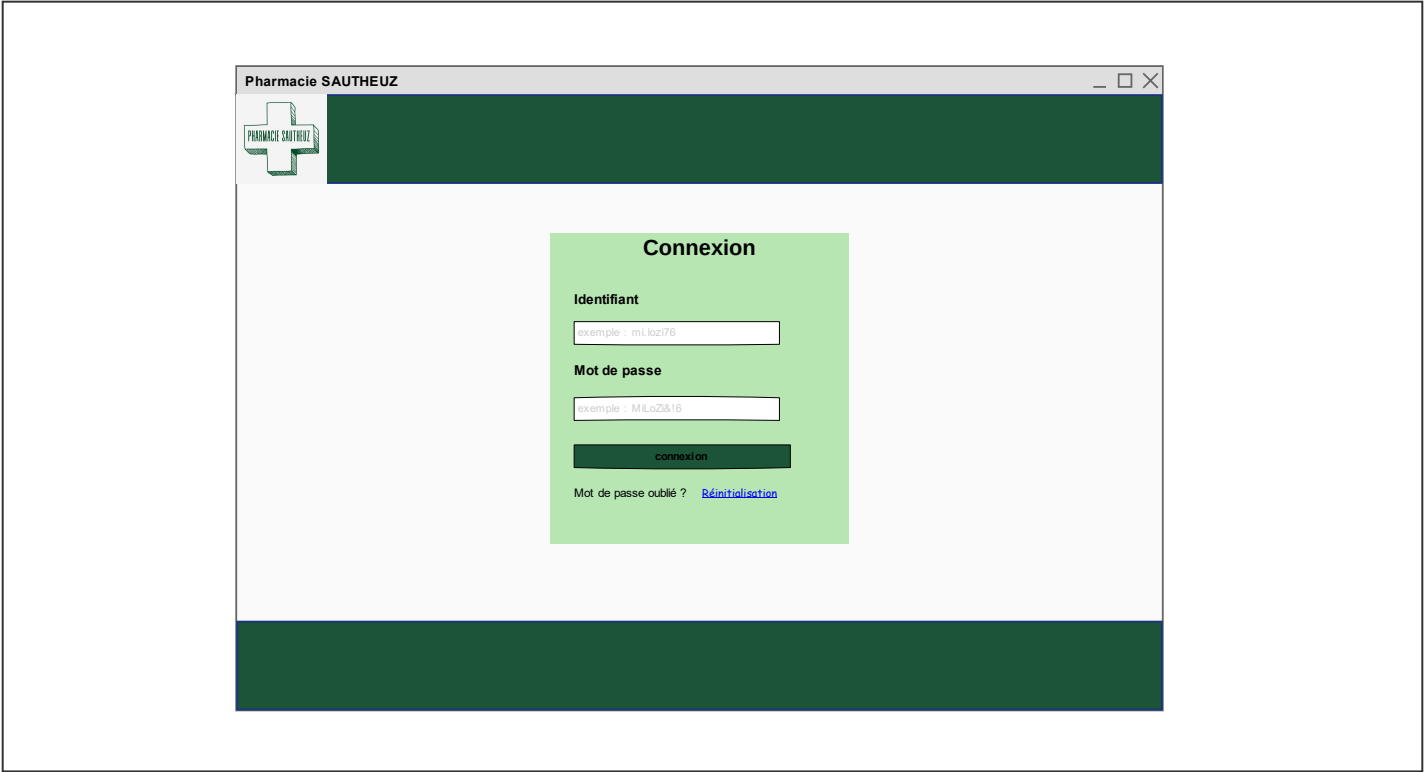 Pharmacie SAUTHEUZ
PHARMACIE SAUTHEUZ
Connexion
Identifiant
exemple : mi.lozi76
Mot de passe
exemple : MiLoZi&!6
connexion
Mot de passe oublié ? Réinitialisation